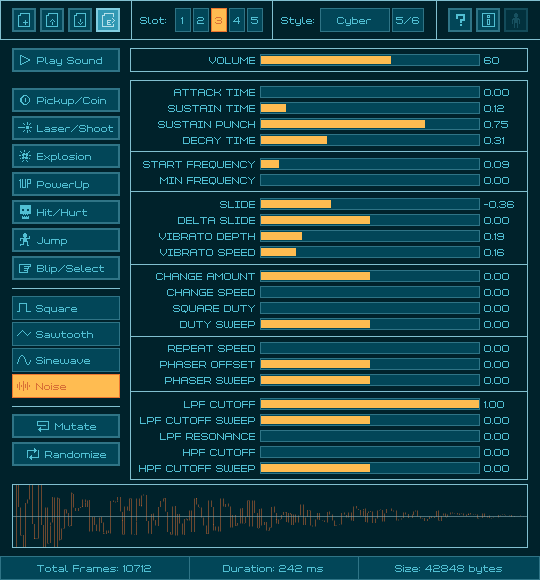 Slot: 1 2 3 4 5 Style: Cyber 5/6 ?
Play Sound
Pickup/Coin
Laser/Shoot
Explosion
1UP PowerUp
Hit/Hurt
Jump
Blip/Select
Square
Sawtooth
Sinewave
Noise
Mutate
Randomize
VOLUME 60
ATTACK TIME 0.00
SUSTAIN TIME 0.12
SUSTAIN PUNCH 0.75
DECAY TIME 0.31
START FREQUENCY 0.09
MIN FREQUENCY 0.00
SLIDE -0.36
DELTA SLIDE 0.00
VIBRATO DEPTH 0.19
VIBRATO SPEED 0.16
CHANGE AMOUNT 0.00
CHANGE SPEED 0.00
SQUARE DUTY 0.00
DUTY SWEEP 0.00
REPEAT SPEED 0.00
PHASER OFFSET 0.00
PHASER SWEEP 0.00
LPF CUTOFF 1.00
LPF CUTOFF SWEEP 0.00
LPF RESONANCE 0.00
HPF CUTOFF 0.00
HPF CUTOFF SWEEP 0.00
Total Frames: 10712
Duration: 242 ms
Size: 42848 bytes